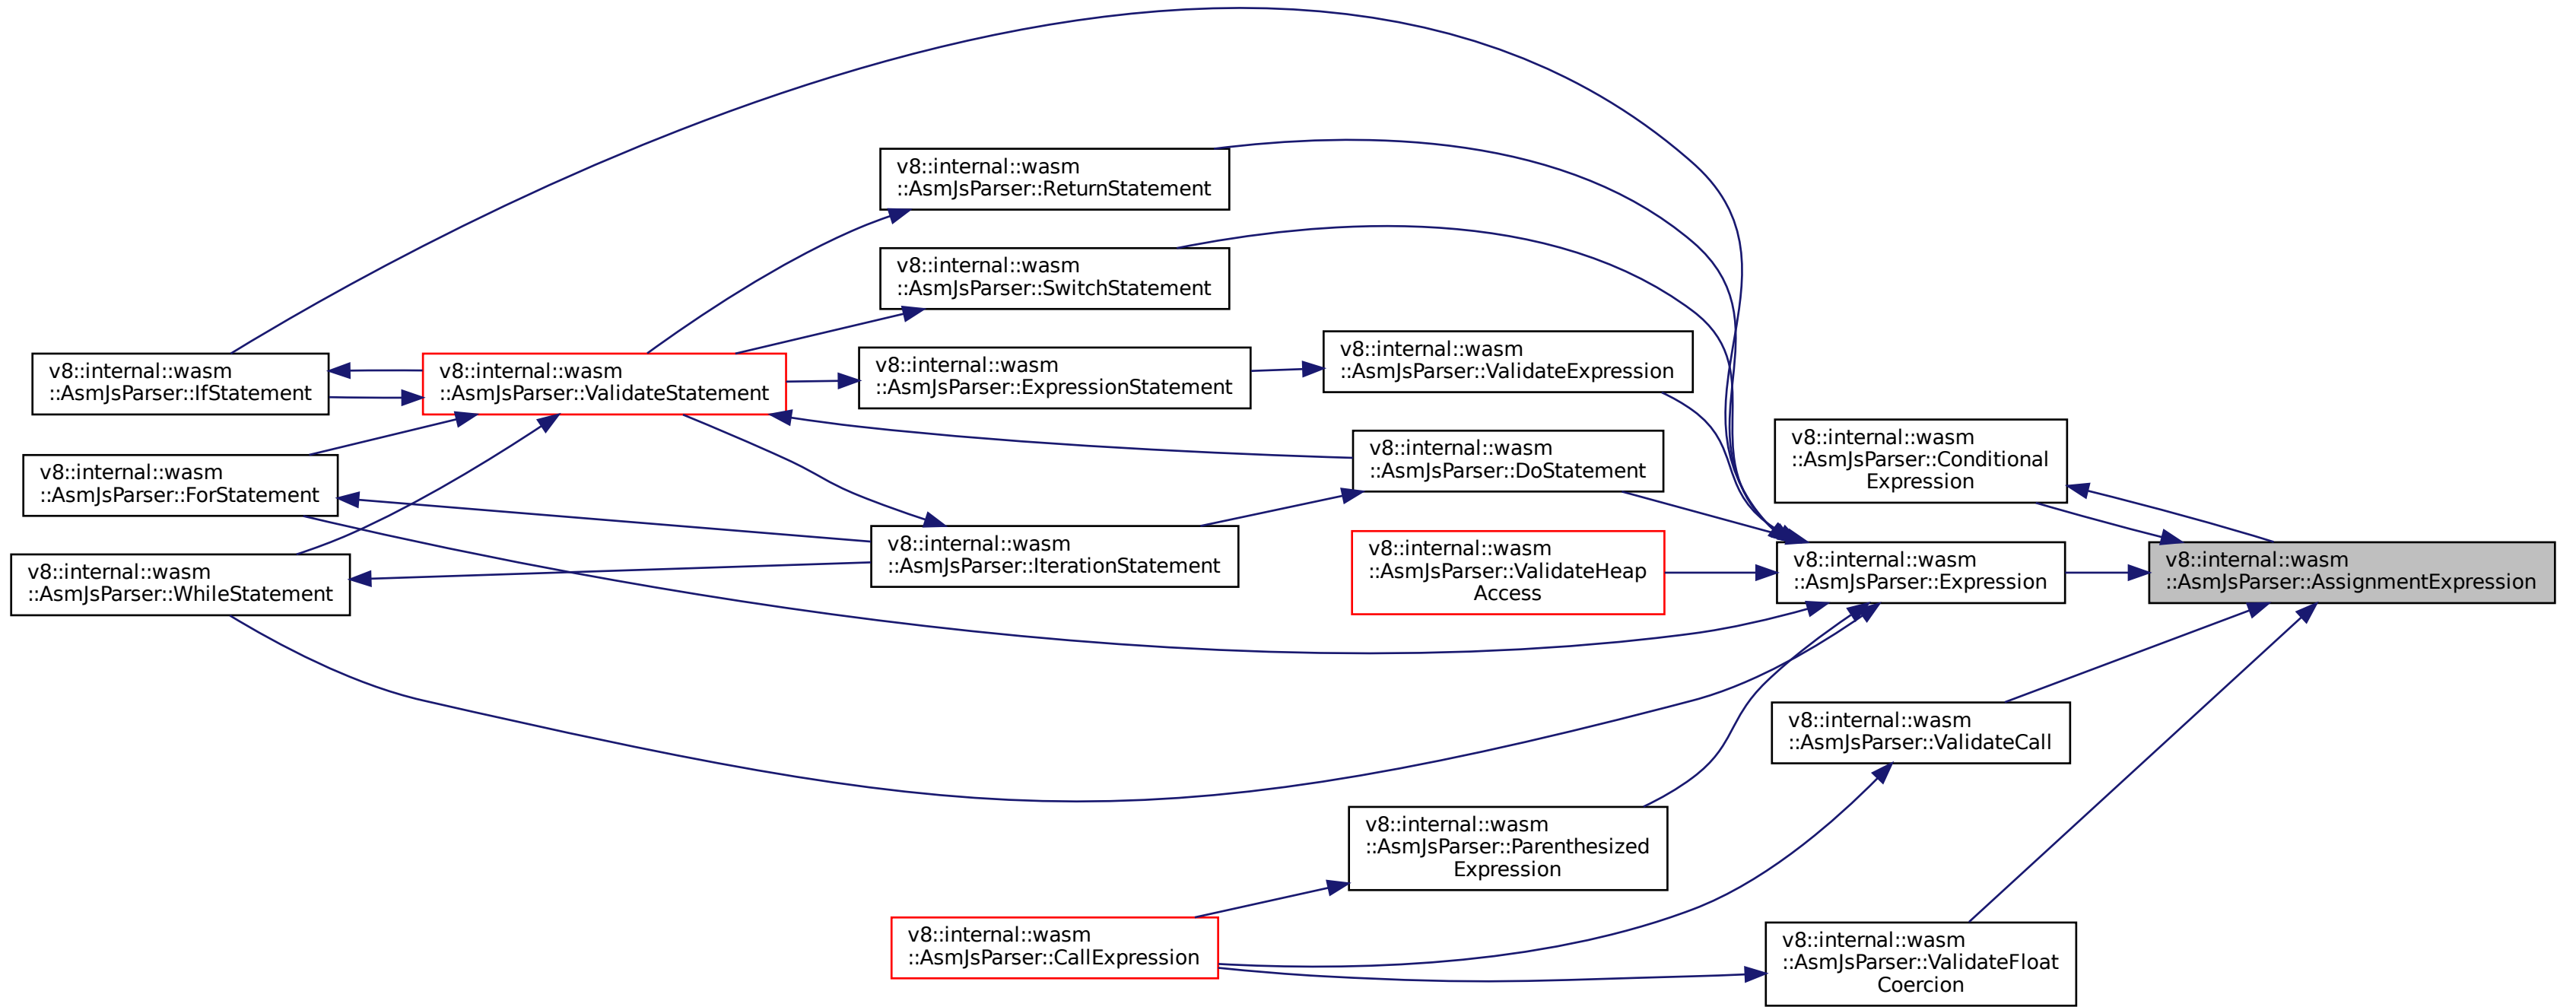 v8::internal::wasm
::AsmJsParser::ReturnStatement
v8::internal::wasm
::AsmJsParser::SwitchStatement
v8::internal::wasm
::AsmJsParser::IfStatement
v8::internal::wasm
::AsmJsParser::ValidateStatement
v8::internal::wasm
::AsmJsParser::ExpressionStatement
v8::internal::wasm
::AsmJsParser::ValidateExpression
v8::internal::wasm
::AsmJsParser::ForStatement
v8::internal::wasm
::AsmJsParser::DoStatement
v8::internal::wasm
::AsmJsParser::Conditional
Expression
v8::internal::wasm
::AsmJsParser::WhileStatement
v8::internal::wasm
::AsmJsParser::IterationStatement
v8::internal::wasm
::AsmJsParser::ValidateHeap
Access
v8::internal::wasm
::AsmJsParser::Expression
v8::internal::wasm
::AsmJsParser::AssignmentExpression
v8::internal::wasm
::AsmJsParser::ValidateCall
v8::internal::wasm
::AsmJsParser::Parenthesized
Expression
v8::internal::wasm
::AsmJsParser::CallExpression
v8::internal::wasm
::AsmJsParser::ValidateFloat
Coercion